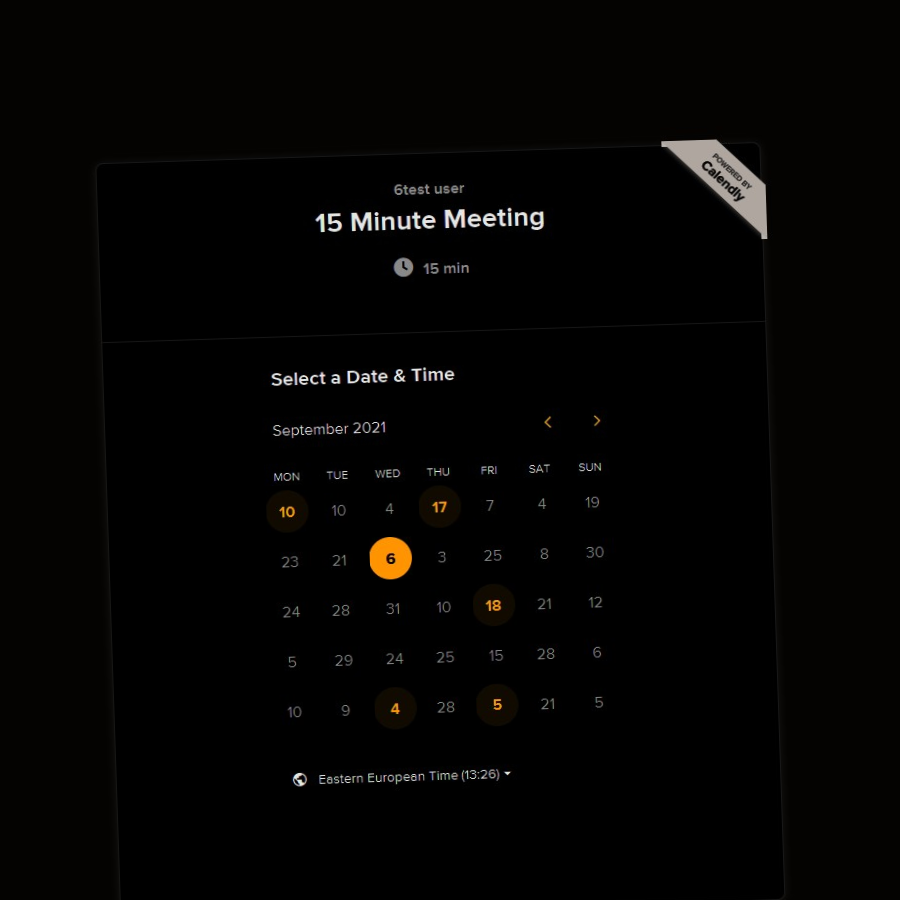 POWERED BY
Calendly
6test user
15 Minute Meeting
15 min
Select a Date & Time
September 2021
MON TUE WED THU FRI SAT SUN
10 10 4 17 7 4 19
23 21 6 3 25 8 30
24 28 31 10 18 21 12
5 29 24 25 15 28 6
10 9 4 28 5 21 5
Eastern European Time (13:26)